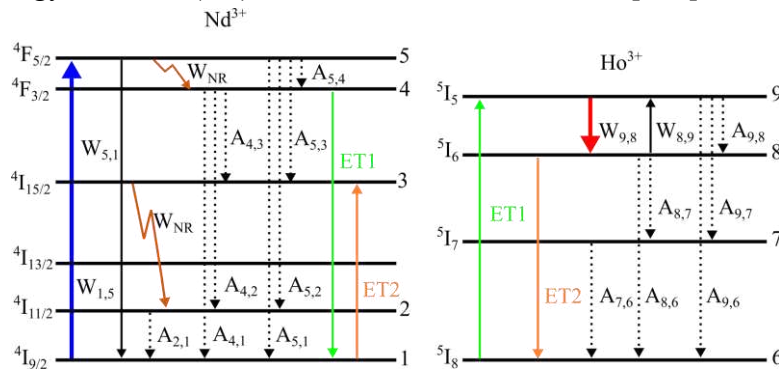 Nd³⁺
⁴F₅/₂ 5
W_NR
A₅,₄
⁴F₃/₂ 4
A₄,₃ A₅,₃
W₅,₁ ET1
⁴I₁₅/₂ 3
W_NR
⁴I₁₃/₂
A₄,₂ A₅,₂
W₁,₅ ET2
⁴I₁₁/₂ 2
A₂,₁ A₄,₁ A₅,₁
⁴I₉/₂ 1
Ho³⁺
⁵I₅ 9
W₉,₈ W₈,₉ A₉,₈
⁵I₆ 8
ET1 A₈,₇ A₉,₇
⁵I₇ 7
ET2 A₇,₆ A₈,₆ A₉,₆
⁵I₈ 6